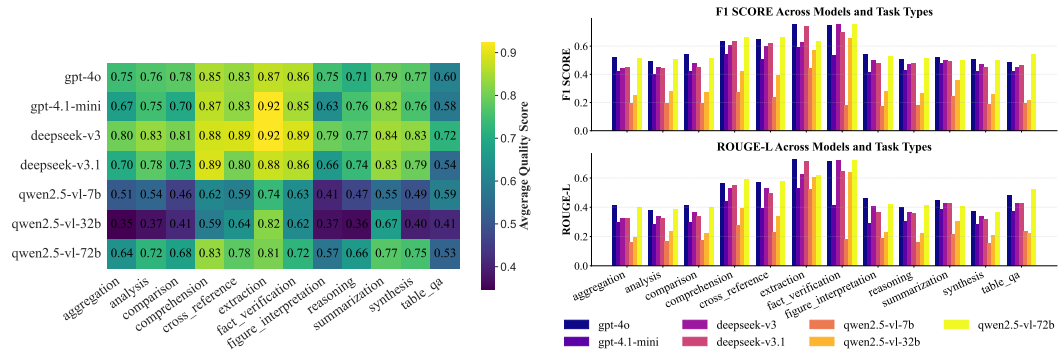 gpt-4o 0.75 0.76 0.78 0.85 0.83 0.87 0.86 0.75 0.71 0.79 0.77 0.60
gpt-4.1-mini 0.67 0.75 0.70 0.87 0.83 0.92 0.85 0.63 0.76 0.82 0.76 0.58
deepseek-v3 0.80 0.83 0.81 0.88 0.89 0.92 0.89 0.79 0.77 0.84 0.83 0.72
deepseek-v3.1 0.70 0.78 0.73 0.89 0.80 0.88 0.86 0.66 0.74 0.83 0.79 0.54
qwen2.5-vl-7b 0.51 0.54 0.46 0.62 0.59 0.74 0.63 0.41 0.47 0.55 0.49 0.59
qwen2.5-vl-32b 0.35 0.37 0.41 0.59 0.64 0.82 0.62 0.37 0.36 0.67 0.40 0.41
qwen2.5-vl-72b 0.64 0.72 0.68 0.83 0.78 0.81 0.72 0.57 0.66 0.77 0.75 0.53
aggregation
analysis
comparison
comprehension
cross_reference
extraction
fact_verification
figure_interpretation
reasoning
summarization
synthesis
table_qa
0.9
0.8
0.7
0.6
0.5
0.4
Avgerage Quality Score
F1 SCORE Across Models and Task Types
F1 SCORE
0.6
0.4
0.2
0.0
ROUGE-L Across Models and Task Types
ROUGE-L
0.6
0.4
0.2
0.0
aggregation
analysis
comparison
comprehension
cross_reference
extraction
fact_verification
figure_interpretation
reasoning
summarization
synthesis
table_qa
gpt-4o deepseek-v3 qwen2.5-vl-7b qwen2.5-vl-72b
gpt-4.1-mini deepseek-v3.1 qwen2.5-vl-32b